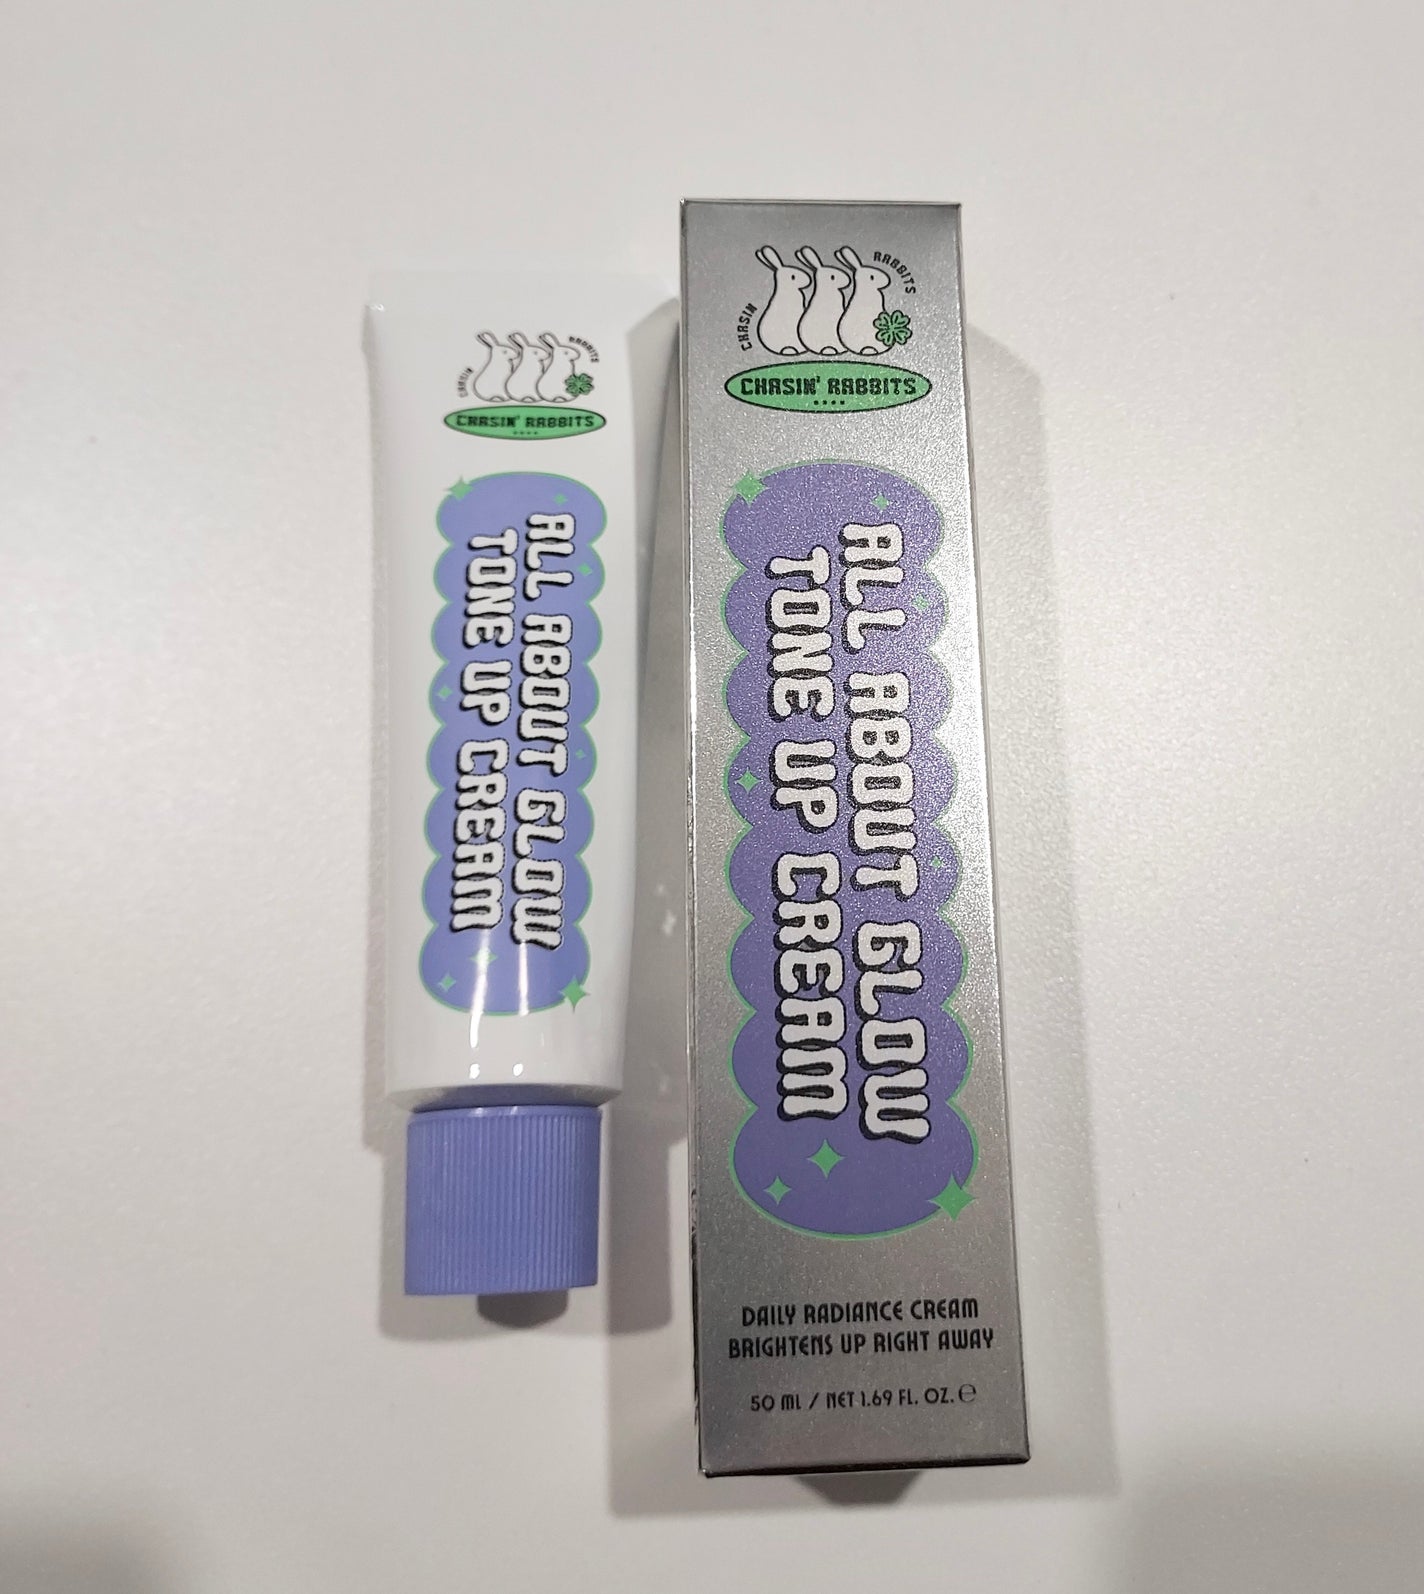 CHASIN RABBITS
CHASIN' RABBITS
ALL ABOUT GLOW
TONE UP CREAM
CHASIN RABBITS
CHASIN' RABBITS
ALL ABOUT GLOW
TONE UP CREAM
DAILY RADIANCE CREAM
BRIGHTENS UP RIGHT AWAY
50 ML / NET 1.69 FL. OZ. ℮